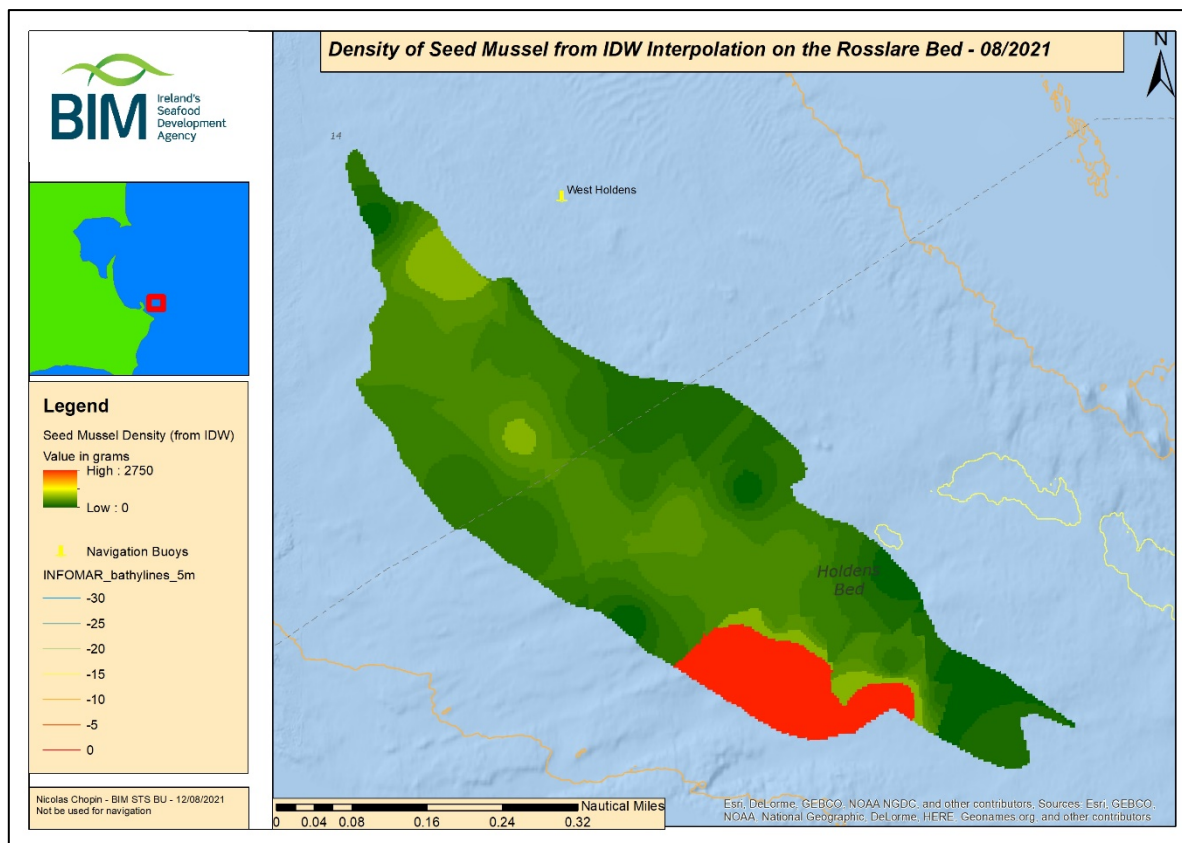 Density of Seed Mussel from IDW Interpolation on the Rosslare Bed - 08/2021
N
BIM
Ireland's
Seafood
Development
Agency
14
West Holdens
Holdens
Bed
Legend
Seed Mussel Density (from IDW)
Value in grams
High : 2750
Low : 0
Navigation Buoys
INFOMAR_bathylines_5m
-30
-25
-20
-15
-10
-5
0
Nicolas Chopin - BIM STS BU - 12/08/2021
Not be used for navigation
Nautical Miles
0 0.04 0.08 0.16 0.24 0.32
Esri, DeLorme, GEBCO, NOAA NGDC, and other contributors, Sources: Esri, GEBCO,
NOAA, National Geographic, DeLorme, HERE, Geonames.org, and other contributors